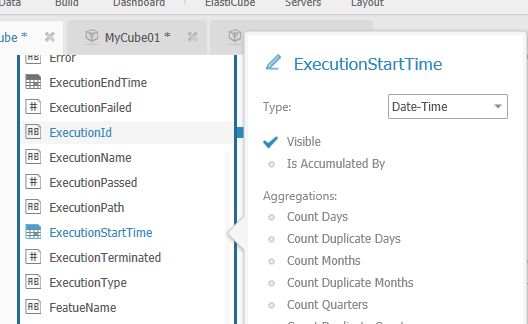 Data Build Dashboard ElastiCube Servers Layout
ube * MyCube01 *
Error
ExecutionEndTime
ExecutionFailed
ExecutionId
ExecutionName
ExecutionPassed
ExecutionPath
ExecutionStartTime
ExecutionTerminated
ExecutionType
FeatueName
ExecutionStartTime
Type: Date-Time
Visible
Is Accumulated By
Aggregations:
Count Days
Count Duplicate Days
Count Months
Count Duplicate Months
Count Quarters